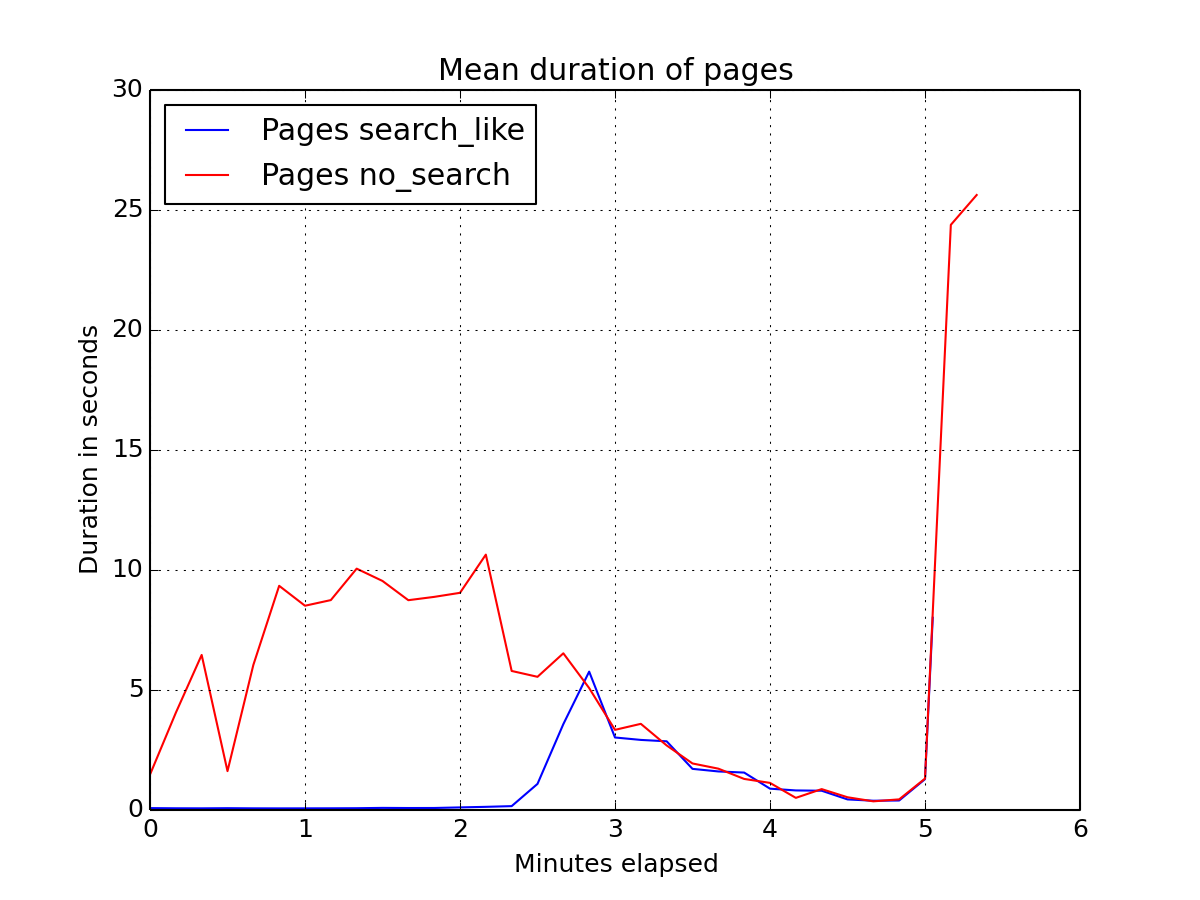 Mean duration of pages
30
Pages search_like
Pages no_search
25
20
15
10
5
0
Duration in seconds
0 1 2 3 4 5 6
Minutes elapsed